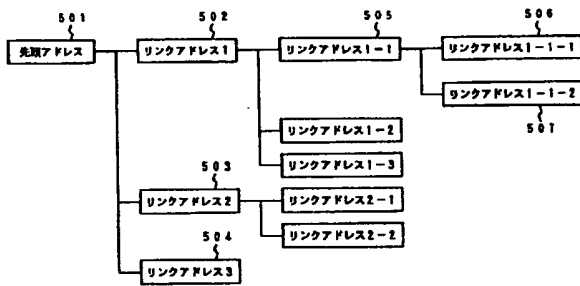 501
502
505
506
先頭アドレス
リンクアドレス1
リンクアドレス1-1
リンクアドレス1-1-1
リンクアドレス1-1-2
507
リンクアドレス1-2
リンクアドレス1-3
503
リンクアドレス2
リンクアドレス2-1
リンクアドレス2-2
504
リンクアドレス3